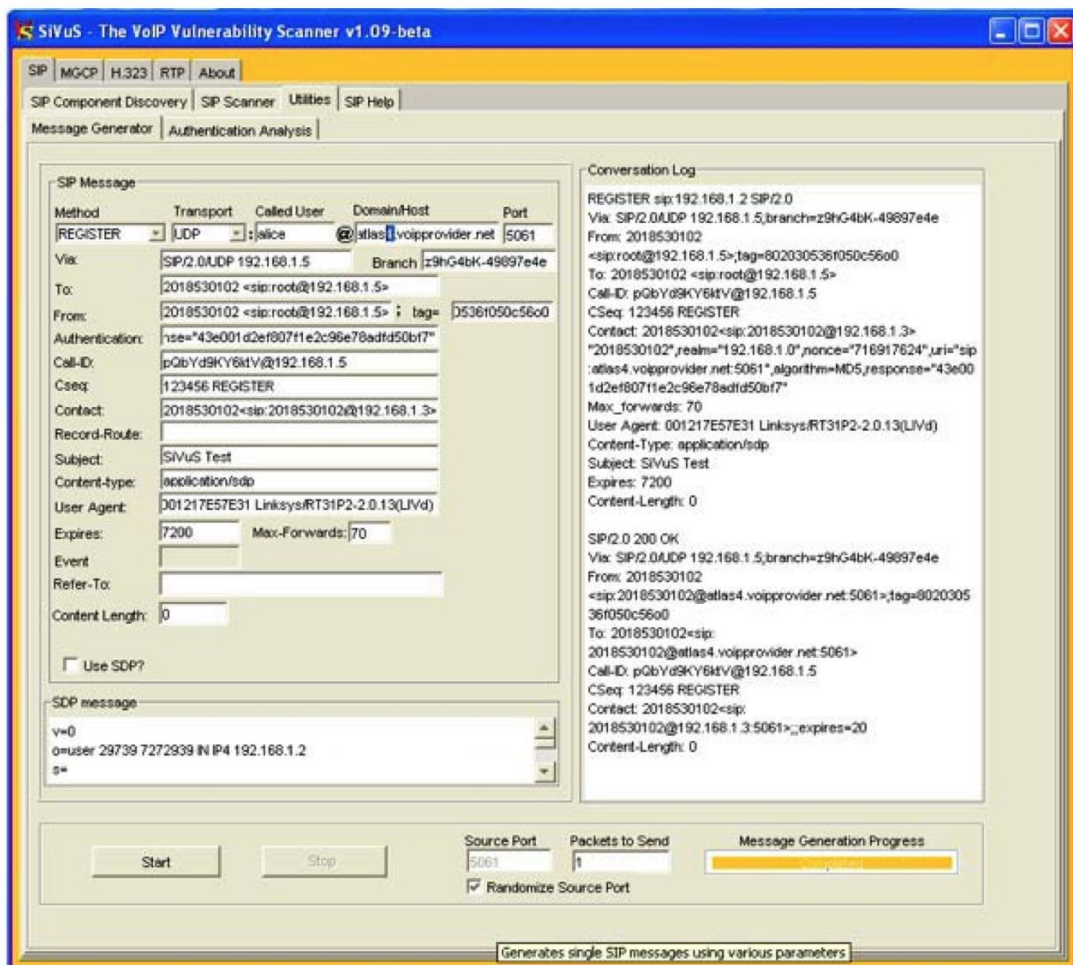 SiVuS - The VoIP Vulnerability Scanner v1.09-beta
SIP MGCP H.323 RTP About
SIP Component Discovery SIP Scanner Utilities SIP Help
Message Generator Authentication Analysis
SIP Message
Method Transport Called User Domain/Host Port
REGISTER UDP : alice @ atlas4.voipprovider.net 5061
Via: SIP/2.0/UDP 192.168.1.5 Branch z9hG4bK-49897e4e
To: 2018530102 <sip:root@192.168.1.5>
From: 2018530102 <sip:root@192.168.1.5> ; tag= 0536f050c56o0
Authentication: nse="43e001d2ef807f1e2c96e78adfd50bf7"
Call-ID: pQbYd9KY6ktV@192.168.1.5
Cseq: 123456 REGISTER
Contact: 2018530102<sip:2018530102@192.168.1.3>
Record-Route:
Subject: SiVuS Test
Content-type: application/sdp
User Agent: 001217E57E31 Linksys/RT31P2-2.0.13(LIVd)
Expires: 7200 Max-Forwards: 70
Event
Refer-To:
Content Length: 0
Use SDP?
SDP message
v=0
o=user 29739 7272939 IN IP4 192.168.1.2
s=
Conversation Log
REGISTER sip:192.168.1.2 SIP/2.0
Via: SIP/2.0/UDP 192.168.1.5;branch=z9hG4bK-49897e4e
From: 2018530102
<sip:root@192.168.1.5>;tag=802030536f050c56o0
To: 2018530102 <sip:root@192.168.1.5>
Call-ID: pQbYd9KY6ktV@192.168.1.5
CSeq: 123456 REGISTER
Contact: 2018530102<sip:2018530102@192.168.1.3>
"2018530102",realm="192.168.1.0",nonce="716917624",uri="sip
:atlas4.voipprovider.net:5061",algorithm=MD5,response="43e00
1d2ef807f1e2c96e78adfd50bf7"
Max_forwards: 70
User Agent: 001217E57E31 Linksys/RT31P2-2.0.13(LIVd)
Content-Type: application/sdp
Subject: SiVuS Test
Expires: 7200
Content-Length: 0
SIP/2.0 200 OK
Via: SIP/2.0/UDP 192.168.1.5;branch=z9hG4bK-49897e4e
From: 2018530102
<sip:2018530102@atlas4.voipprovider.net:5061>;tag=8020305
36f050c56o0
To: 2018530102<sip:
2018530102@atlas4.voipprovider.net:5061>
Call-ID: pQbYd9KY6ktV@192.168.1.5
CSeq: 123456 REGISTER
Contact: 2018530102<sip:
2018530102@192.168.1.3:5061>;;expires=20
Content-Length: 0
Start Stop
Source Port Packets to Send Message Generation Progress
5061 1 Completed
Randomize Source Port
Generates single SIP messages using various parameters